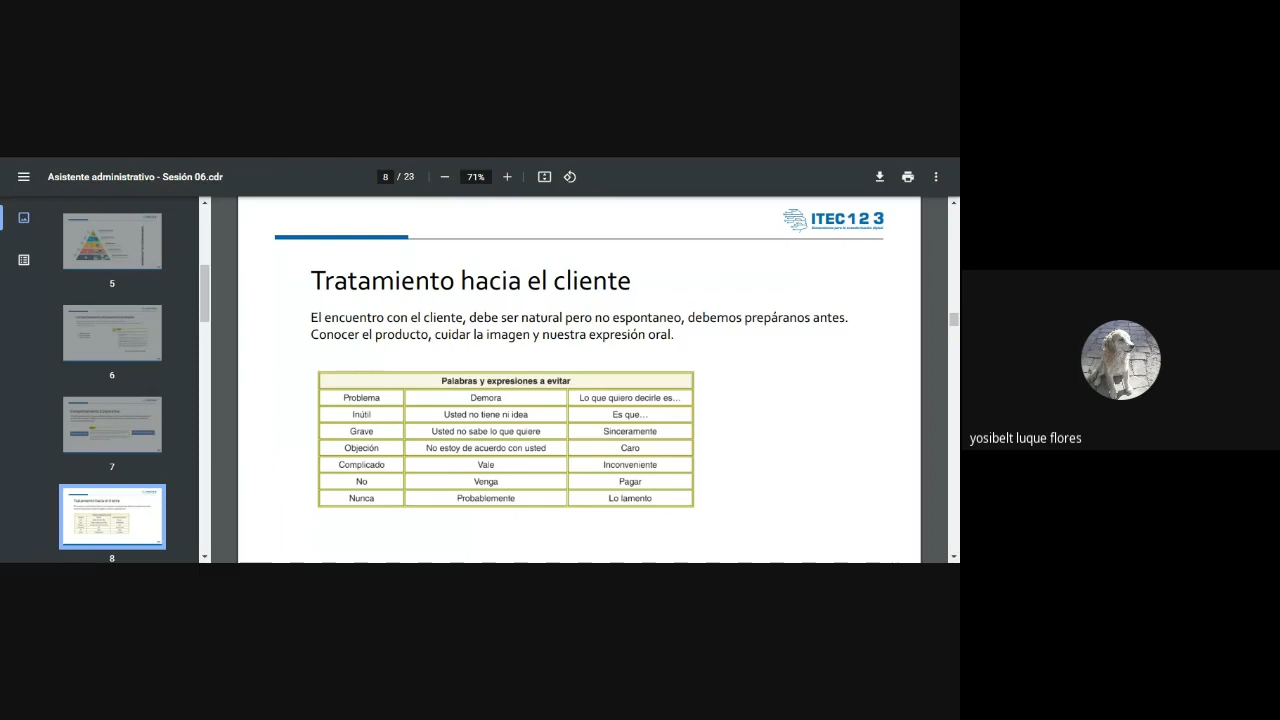 Asistente administrativo - Sesión 06.cdr
8 / 23
71%
5
6
7
8
ITEC 1 2 3
Tratamiento hacia el cliente
El encuentro con el cliente, debe ser natural pero no espontaneo, debemos prepáranos antes.
Conocer el producto, cuidar la imagen y nuestra expresión oral.
Palabras y expresiones a evitar
Problema Demora Lo que quiero decirle es...
Inútil Usted no tiene ni idea Es que...
Grave Usted no sabe lo que quiere Sinceramente
Objeción No estoy de acuerdo con usted Caro
Complicado Vale Inconveniente
No Venga Pagar
Nunca Probablemente Lo lamento
yosibelt luque flores